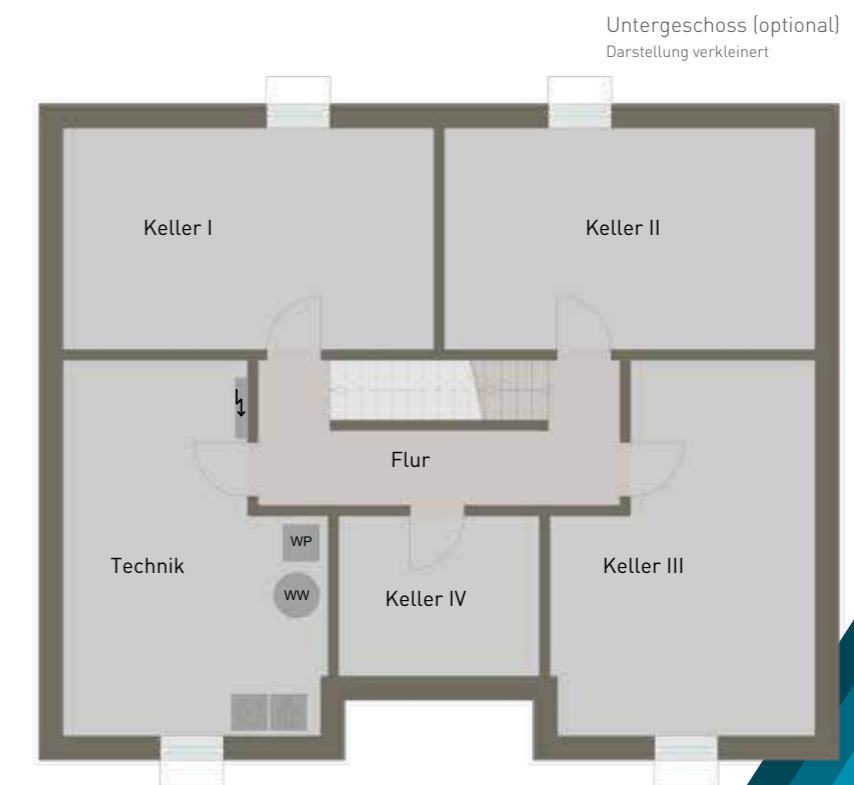 Untergeschoss (optional)
Darstellung verkleinert
Keller I
Keller II
Flur
WP
Technik
Keller III
WW
Keller IV